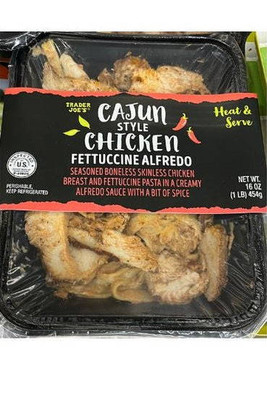 TRADER JOE'S
CAJUN
STYLE
CHICKEN
FETTUCCINE ALFREDO
SEASONED BONELESS SKINLESS CHICKEN
BREAST AND FETTUCCINE PASTA IN A CREAMY
ALFREDO SAUCE WITH A BIT OF SPICE
Heat &
Serve
U.S.
PERISHABLE,
KEEP REFRIGERATED
NET WT.
16 OZ
(1 LB) 454g